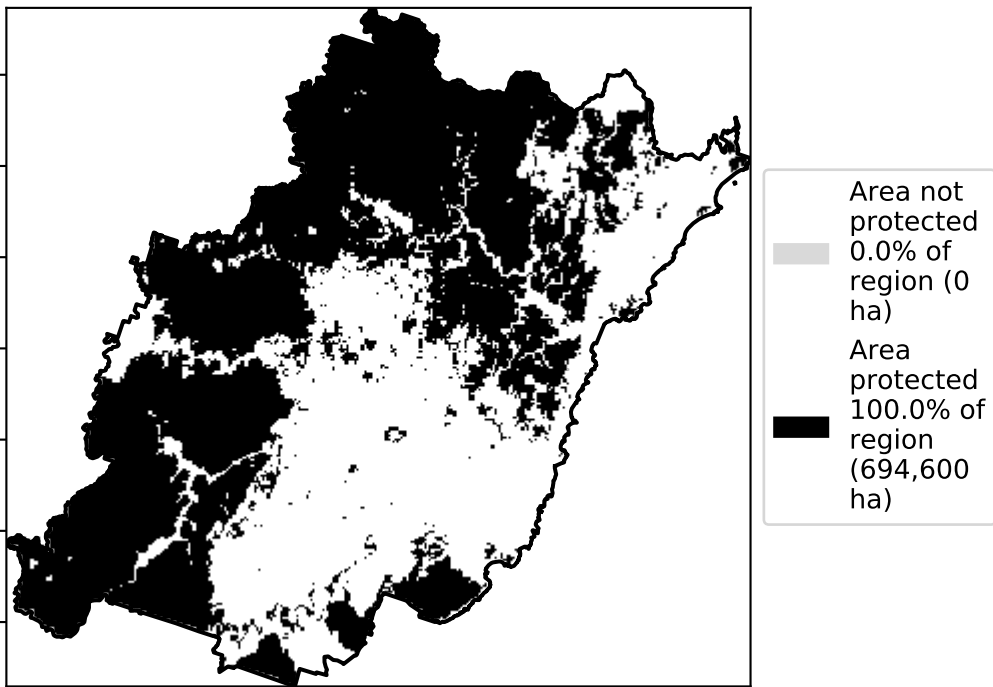 Area not
protected
0.0% of
region (0
ha)
Area
protected
100.0% of
region
(694,600
ha)